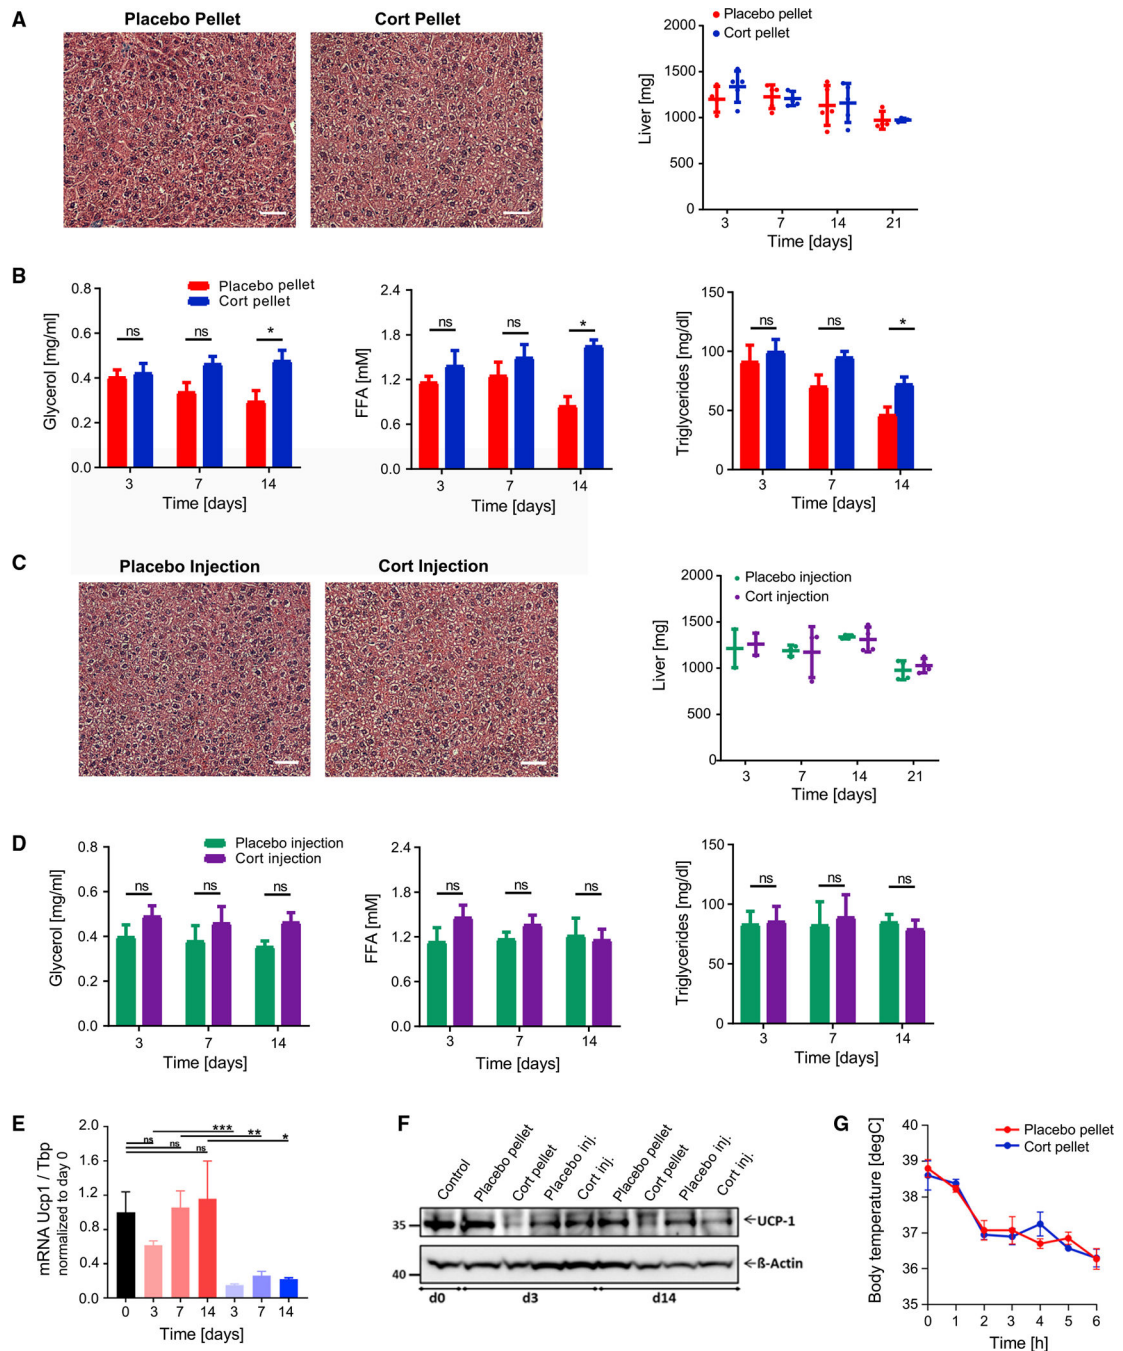 A
Placebo Pellet
Cort Pellet
Placebo pellet
Cort pellet
Liver [mg]
2000
1500
1000
500
0
3 7 14 21
Time [days]
B
Placebo pellet
Cort pellet
Glycerol [mg/ml]
0.8
0.6
0.4
0.2
0.0
ns ns *
3 7 14
Time [days]
FFA [mM]
2.4
1.8
1.2
0.6
0.0
ns ns *
3 7 14
Time [days]
Triglycerides [mg/dl]
150
100
50
0
ns ns *
3 7 14
Time [days]
C
Placebo Injection
Cort Injection
Placebo injection
Cort injection
Liver [mg]
2000
1500
1000
500
0
3 7 14 21
Time [days]
D
Placebo injection
Cort injection
Glycerol [mg/ml]
0.8
0.6
0.4
0.2
0.0
ns ns ns
3 7 14
Time [days]
FFA [mM]
2.4
1.8
1.2
0.6
0.0
ns ns ns
3 7 14
Time [days]
Triglycerides [mg/dl]
150
100
50
0
ns ns ns
3 7 14
Time [days]
E
mRNA Ucp1 / Tbp
normalized to day 0
2.0
1.6
1.2
0.8
0.4
0.0
ns ns ns *** ** *
0 3 7 14 3 7 14
Time [days]
F
Control
Placebo pellet
Cort pellet
Placebo inj.
Cort inj.
Placebo pellet
Cort pellet
Placebo inj.
Cort inj.
35
←UCP-1
40
←ß-Actin
d0 d3 d14
G
Placebo pellet
Cort pellet
Body temperature [degC]
40
39
38
37
36
35
0 1 2 3 4 5 6
Time [h]